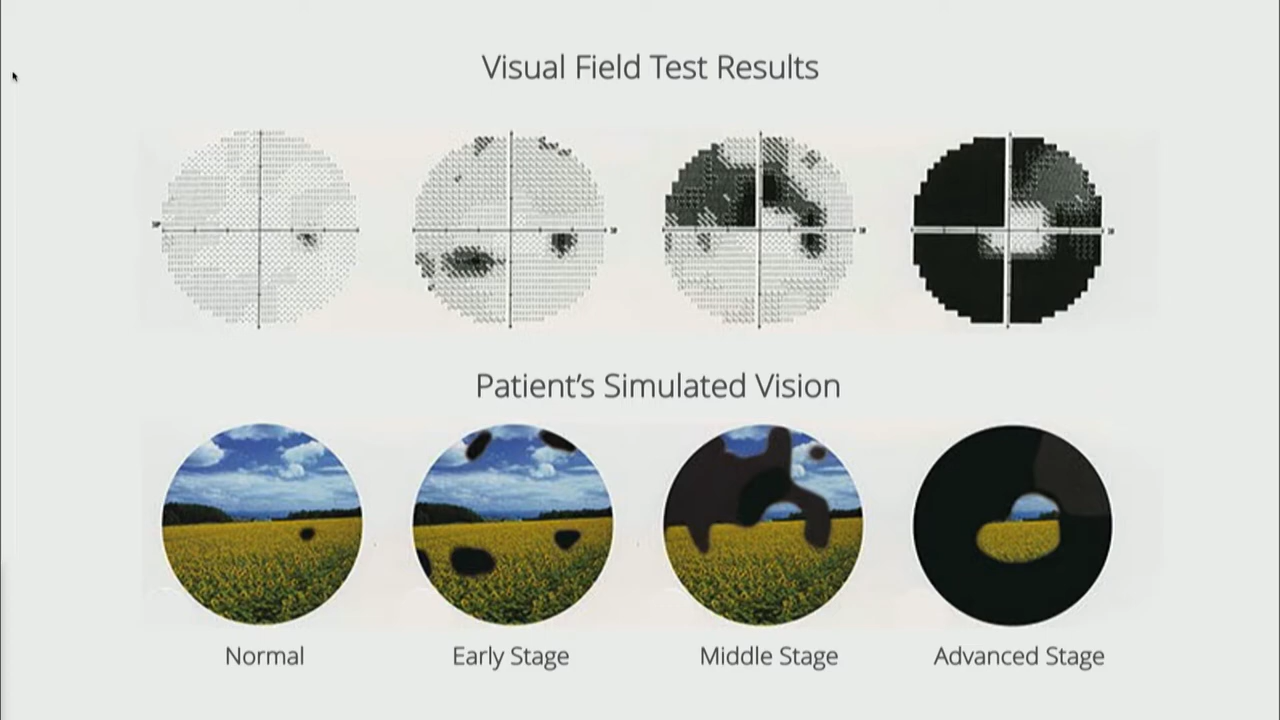 Visual Field Test Results
Patient's Simulated Vision
Normal
Early Stage
Middle Stage
Advanced Stage